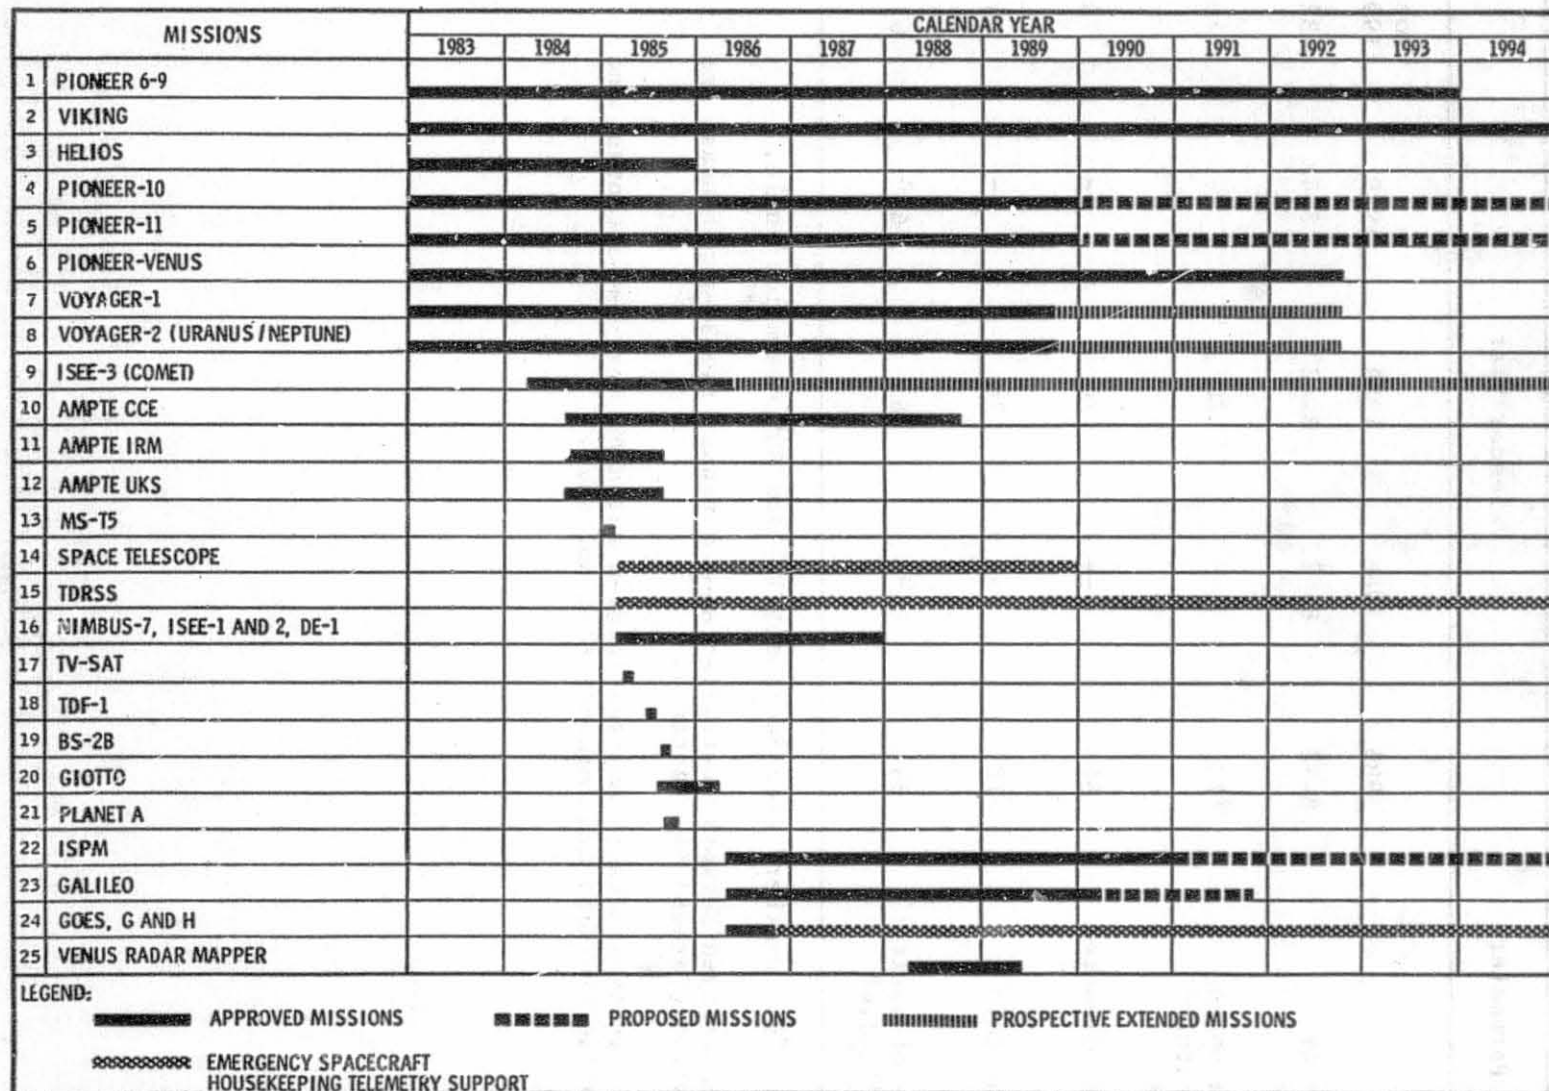 MISSIONS
CALENDAR YEAR
1983 1984 1985 1986 1987 1988 1989 1990 1991 1992 1993 1994
1 PIONEER 6-9
2 VIKING
3 HELIOS
4 PIONEER-10
5 PIONEER-11
6 PIONEER-VENUS
7 VOYAGER-1
8 VOYAGER-2 (URANUS/NEPTUNE)
9 ISEE-3 (COMET)
10 AMPTE CCE
11 AMPTE IRM
12 AMPTE UKS
13 MS-T5
14 SPACE TELESCOPE
15 TDRSS
16 NIMBUS-7, ISEE-1 AND 2, DE-1
17 TV-SAT
18 TDF-1
19 BS-2B
20 GIOTTO
21 PLANET A
22 ISPM
23 GALILEO
24 GOES, G AND H
25 VENUS RADAR MAPPER
LEGEND:
APPROVED MISSIONS PROPOSED MISSIONS PROSPECTIVE EXTENDED MISSIONS
EMERGENCY SPACECRAFT
HOUSEKEEPING TELEMETRY SUPPORT